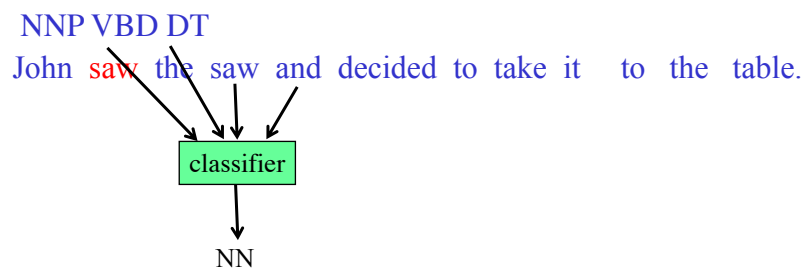 NNP VBD DT
John saw the saw and decided to take it to the table.
classifier
NN